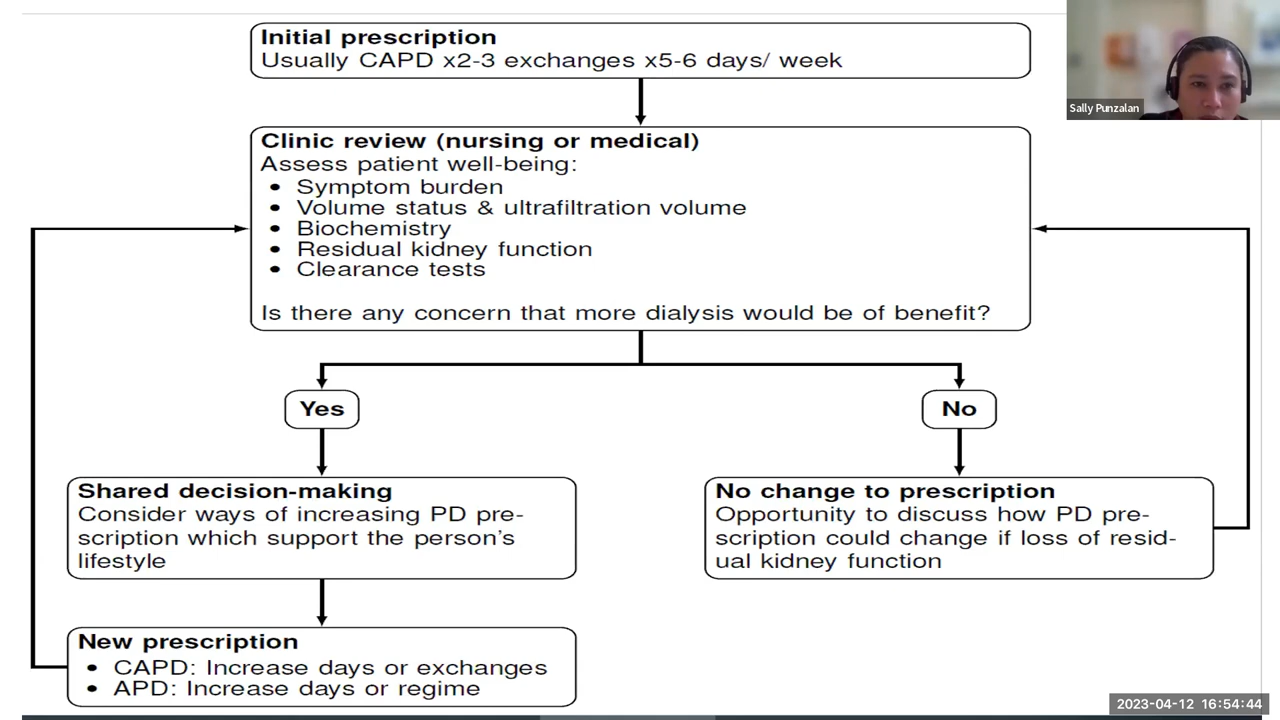 Initial prescription
Usually CAPD x2-3 exchanges x5-6 days/ week
Sally Punzalan
Clinic review (nursing or medical)
Assess patient well-being:
• Symptom burden
• Volume status & ultrafiltration volume
• Biochemistry
• Residual kidney function
• Clearance tests
Is there any concern that more dialysis would be of benefit?
Yes
No
Shared decision-making
Consider ways of increasing PD pre-
scription which support the person's
lifestyle
No change to prescription
Opportunity to discuss how PD pre-
scription could change if loss of resid-
ual kidney function
New prescription
• CAPD: Increase days or exchanges
• APD: Increase days or regime
2023-04-12 16:54:44